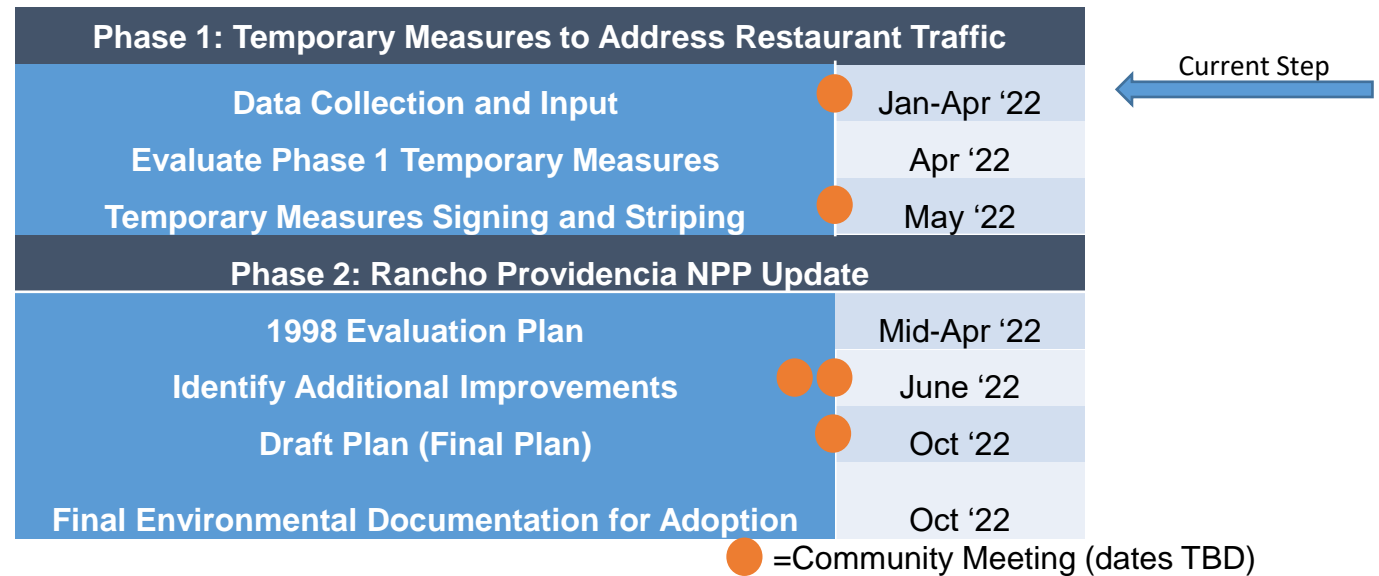 Phase 1: Temporary Measures to Address Restaurant Traffic
Data Collection and Input Jan-Apr ‘22
Current Step
Evaluate Phase 1 Temporary Measures Apr ‘22
Temporary Measures Signing and Striping May ‘22
Phase 2: Rancho Providencia NPP Update
1998 Evaluation Plan Mid-Apr ‘22
Identify Additional Improvements June ‘22
Draft Plan (Final Plan) Oct ‘22
Final Environmental Documentation for Adoption Oct ‘22
=Community Meeting (dates TBD)